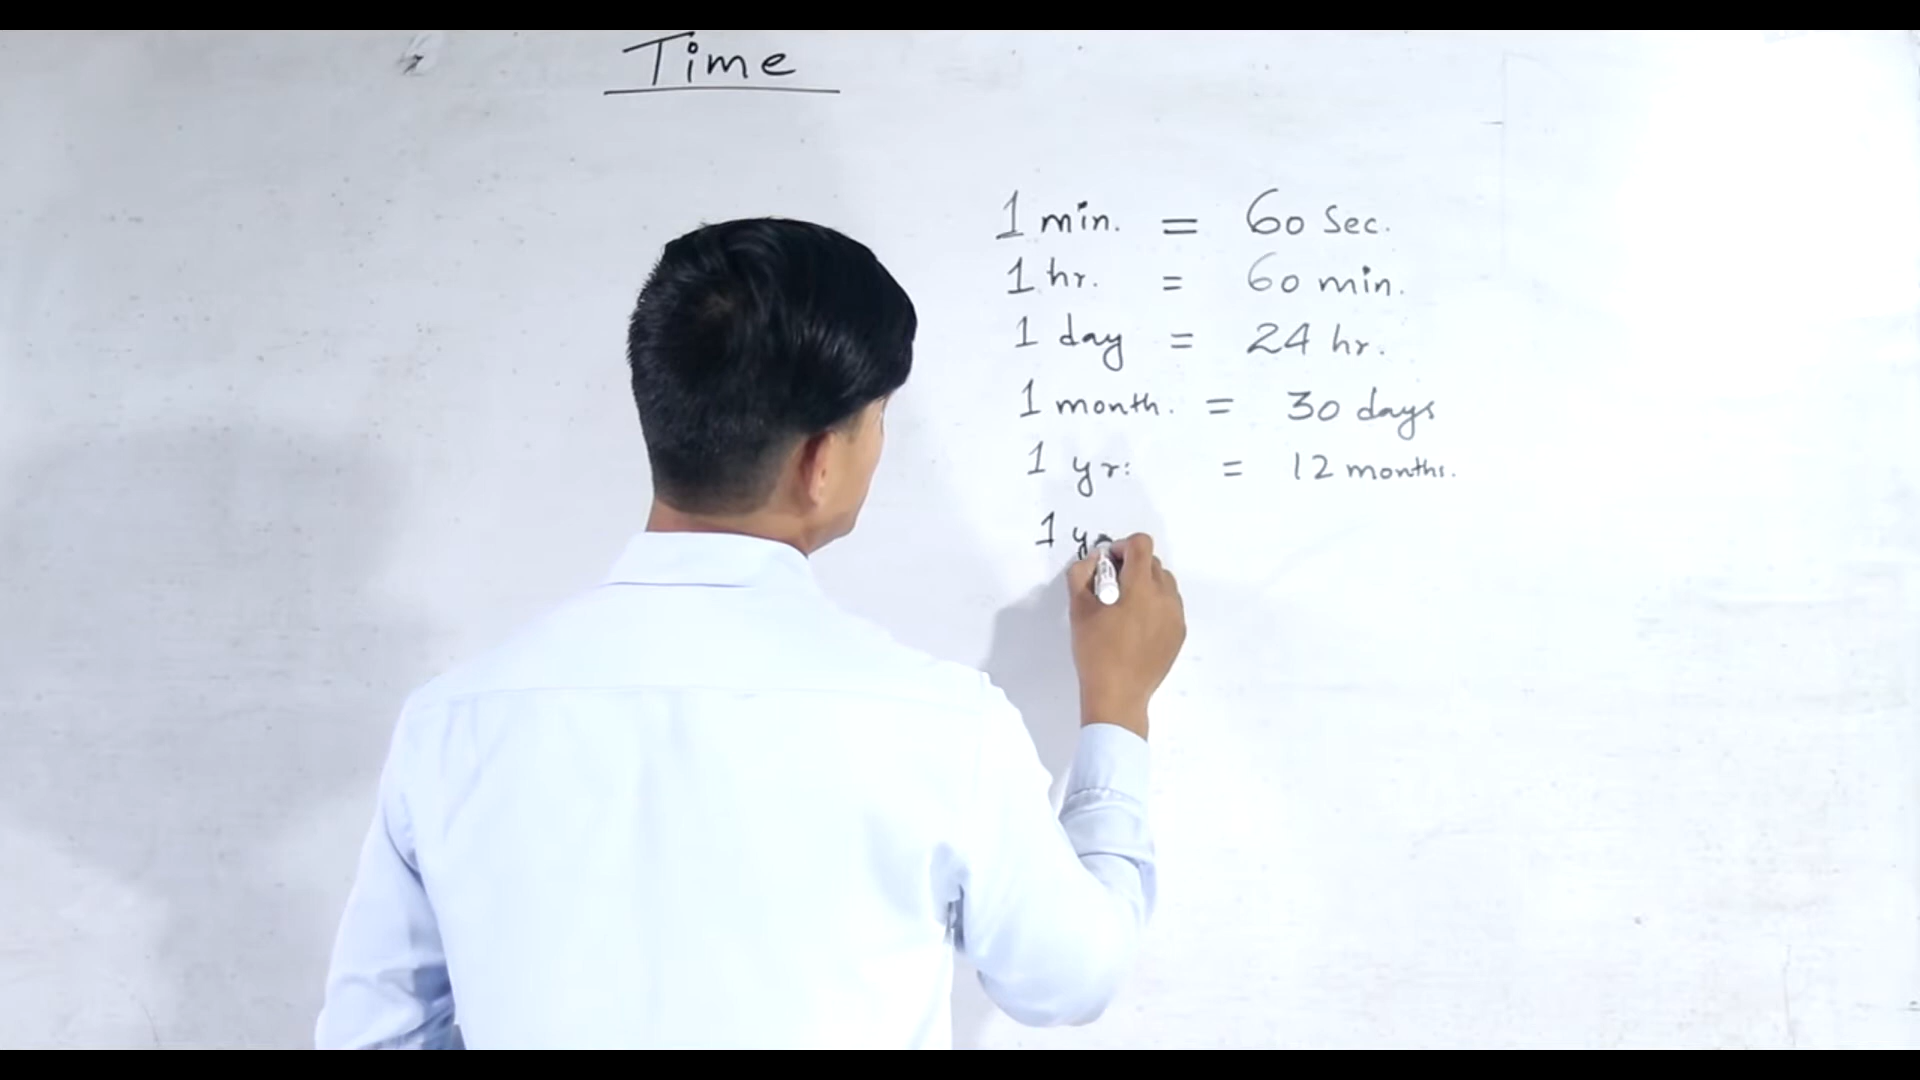 Time
1 min. = 60 Sec.
1 hr. = 60 min.
1 day = 24 hr.
1 month. = 30 days
1 yr: = 12 months.
1 y